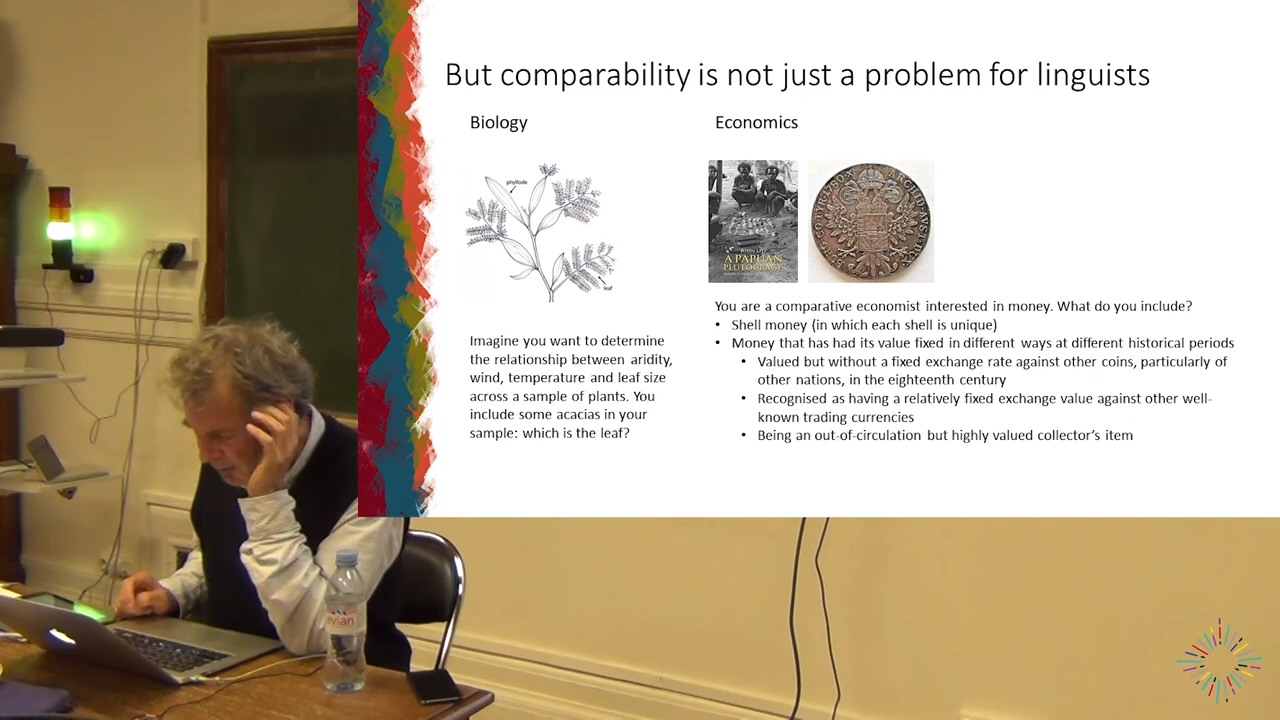 But comparability is not just a problem for linguists
Biology
Economics
phyllode
leaf
JOHN LIEP
A PAPUAN
PLUTOCRACY
You are a comparative economist interested in money. What do you include?
• Shell money (in which each shell is unique)
• Money that has had its value fixed in different ways at different historical periods
• Valued but without a fixed exchange rate against other coins, particularly of
other nations, in the eighteenth century
• Recognised as having a relatively fixed exchange value against other well-
known trading currencies
• Being an out-of-circulation but highly valued collector's item
Imagine you want to determine
the relationship between aridity,
wind, temperature and leaf size
across a sample of plants. You
include some acacias in your
sample: which is the leaf?
evian